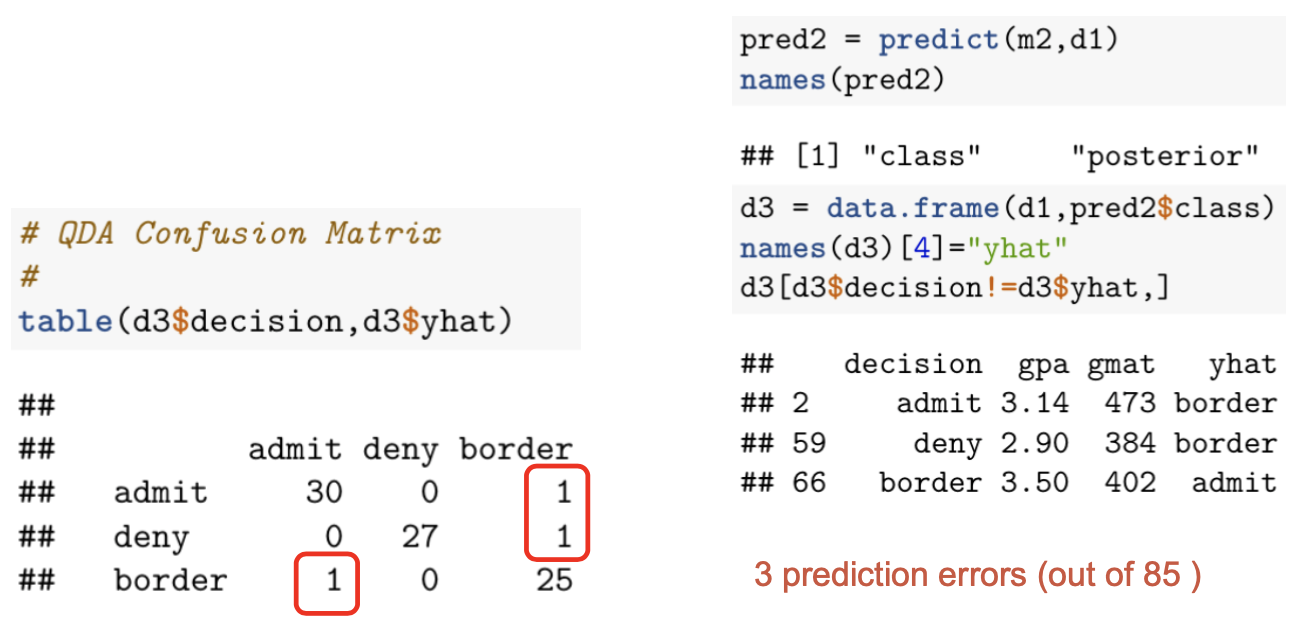 # QDA Confusion Matrix
#
table(d3$decision,d3$yhat)
##
##          admit deny border
##   admit     30    0      1
##   deny       0   27      1
##   border     1    0     25
pred2 = predict(m2,d1)
names(pred2)
## [1] "class"     "posterior"
d3 = data.frame(d1,pred2$class)
names(d3)[4]="yhat"
d3[d3$decision!=d3$yhat,]
##    decision  gpa gmat   yhat
## 2     admit 3.14  473 border
## 59     deny 2.90  384 border
## 66   border 3.50  402  admit
3 prediction errors (out of 85 )